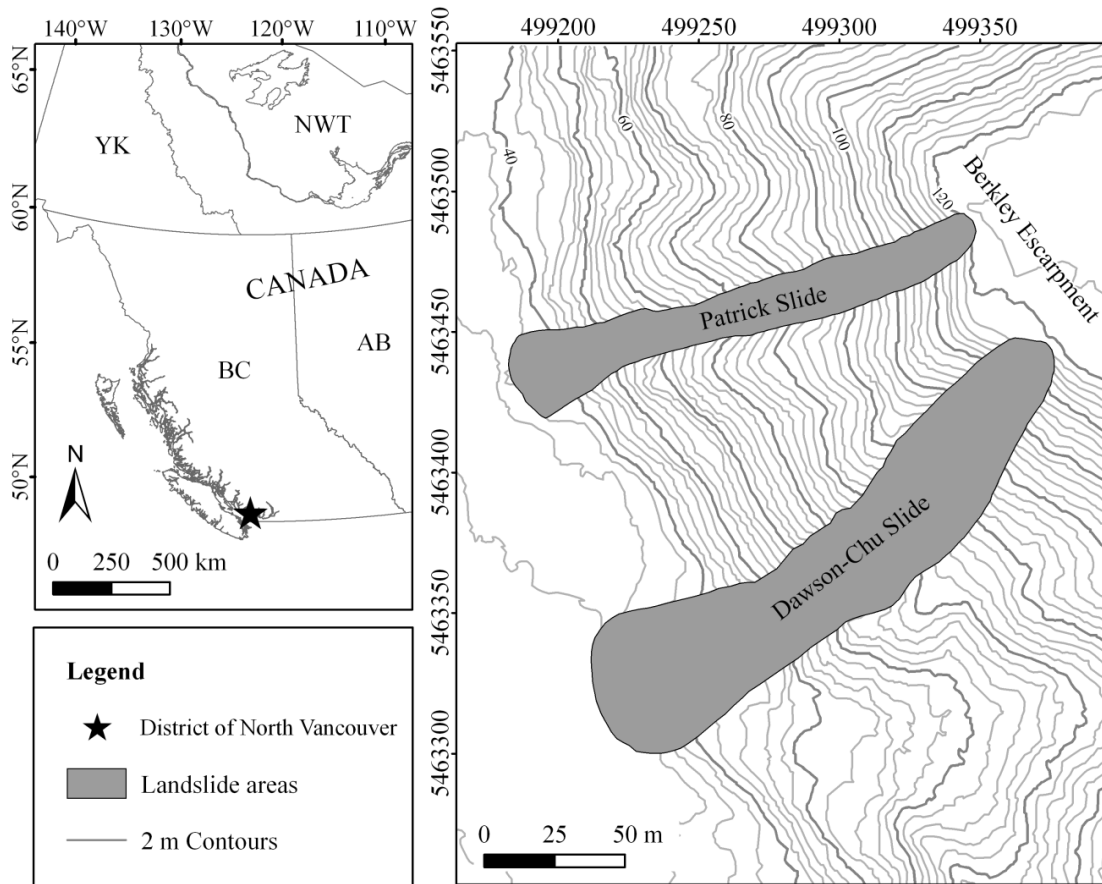 140°W 130°W 120°W 110°W
65°N
60°N
55°N
50°N
YK
NWT
CANADA
BC
AB
N
0 250 500 km
Legend
District of North Vancouver
Landslide areas
2 m Contours
499200 499250 499300 499350
5463550
5463500
5463450
5463400
5463350
5463300
40
60
80
100
120
Berkley Escarpment
Patrick Slide
Dawson-Chu Slide
0 25 50 m